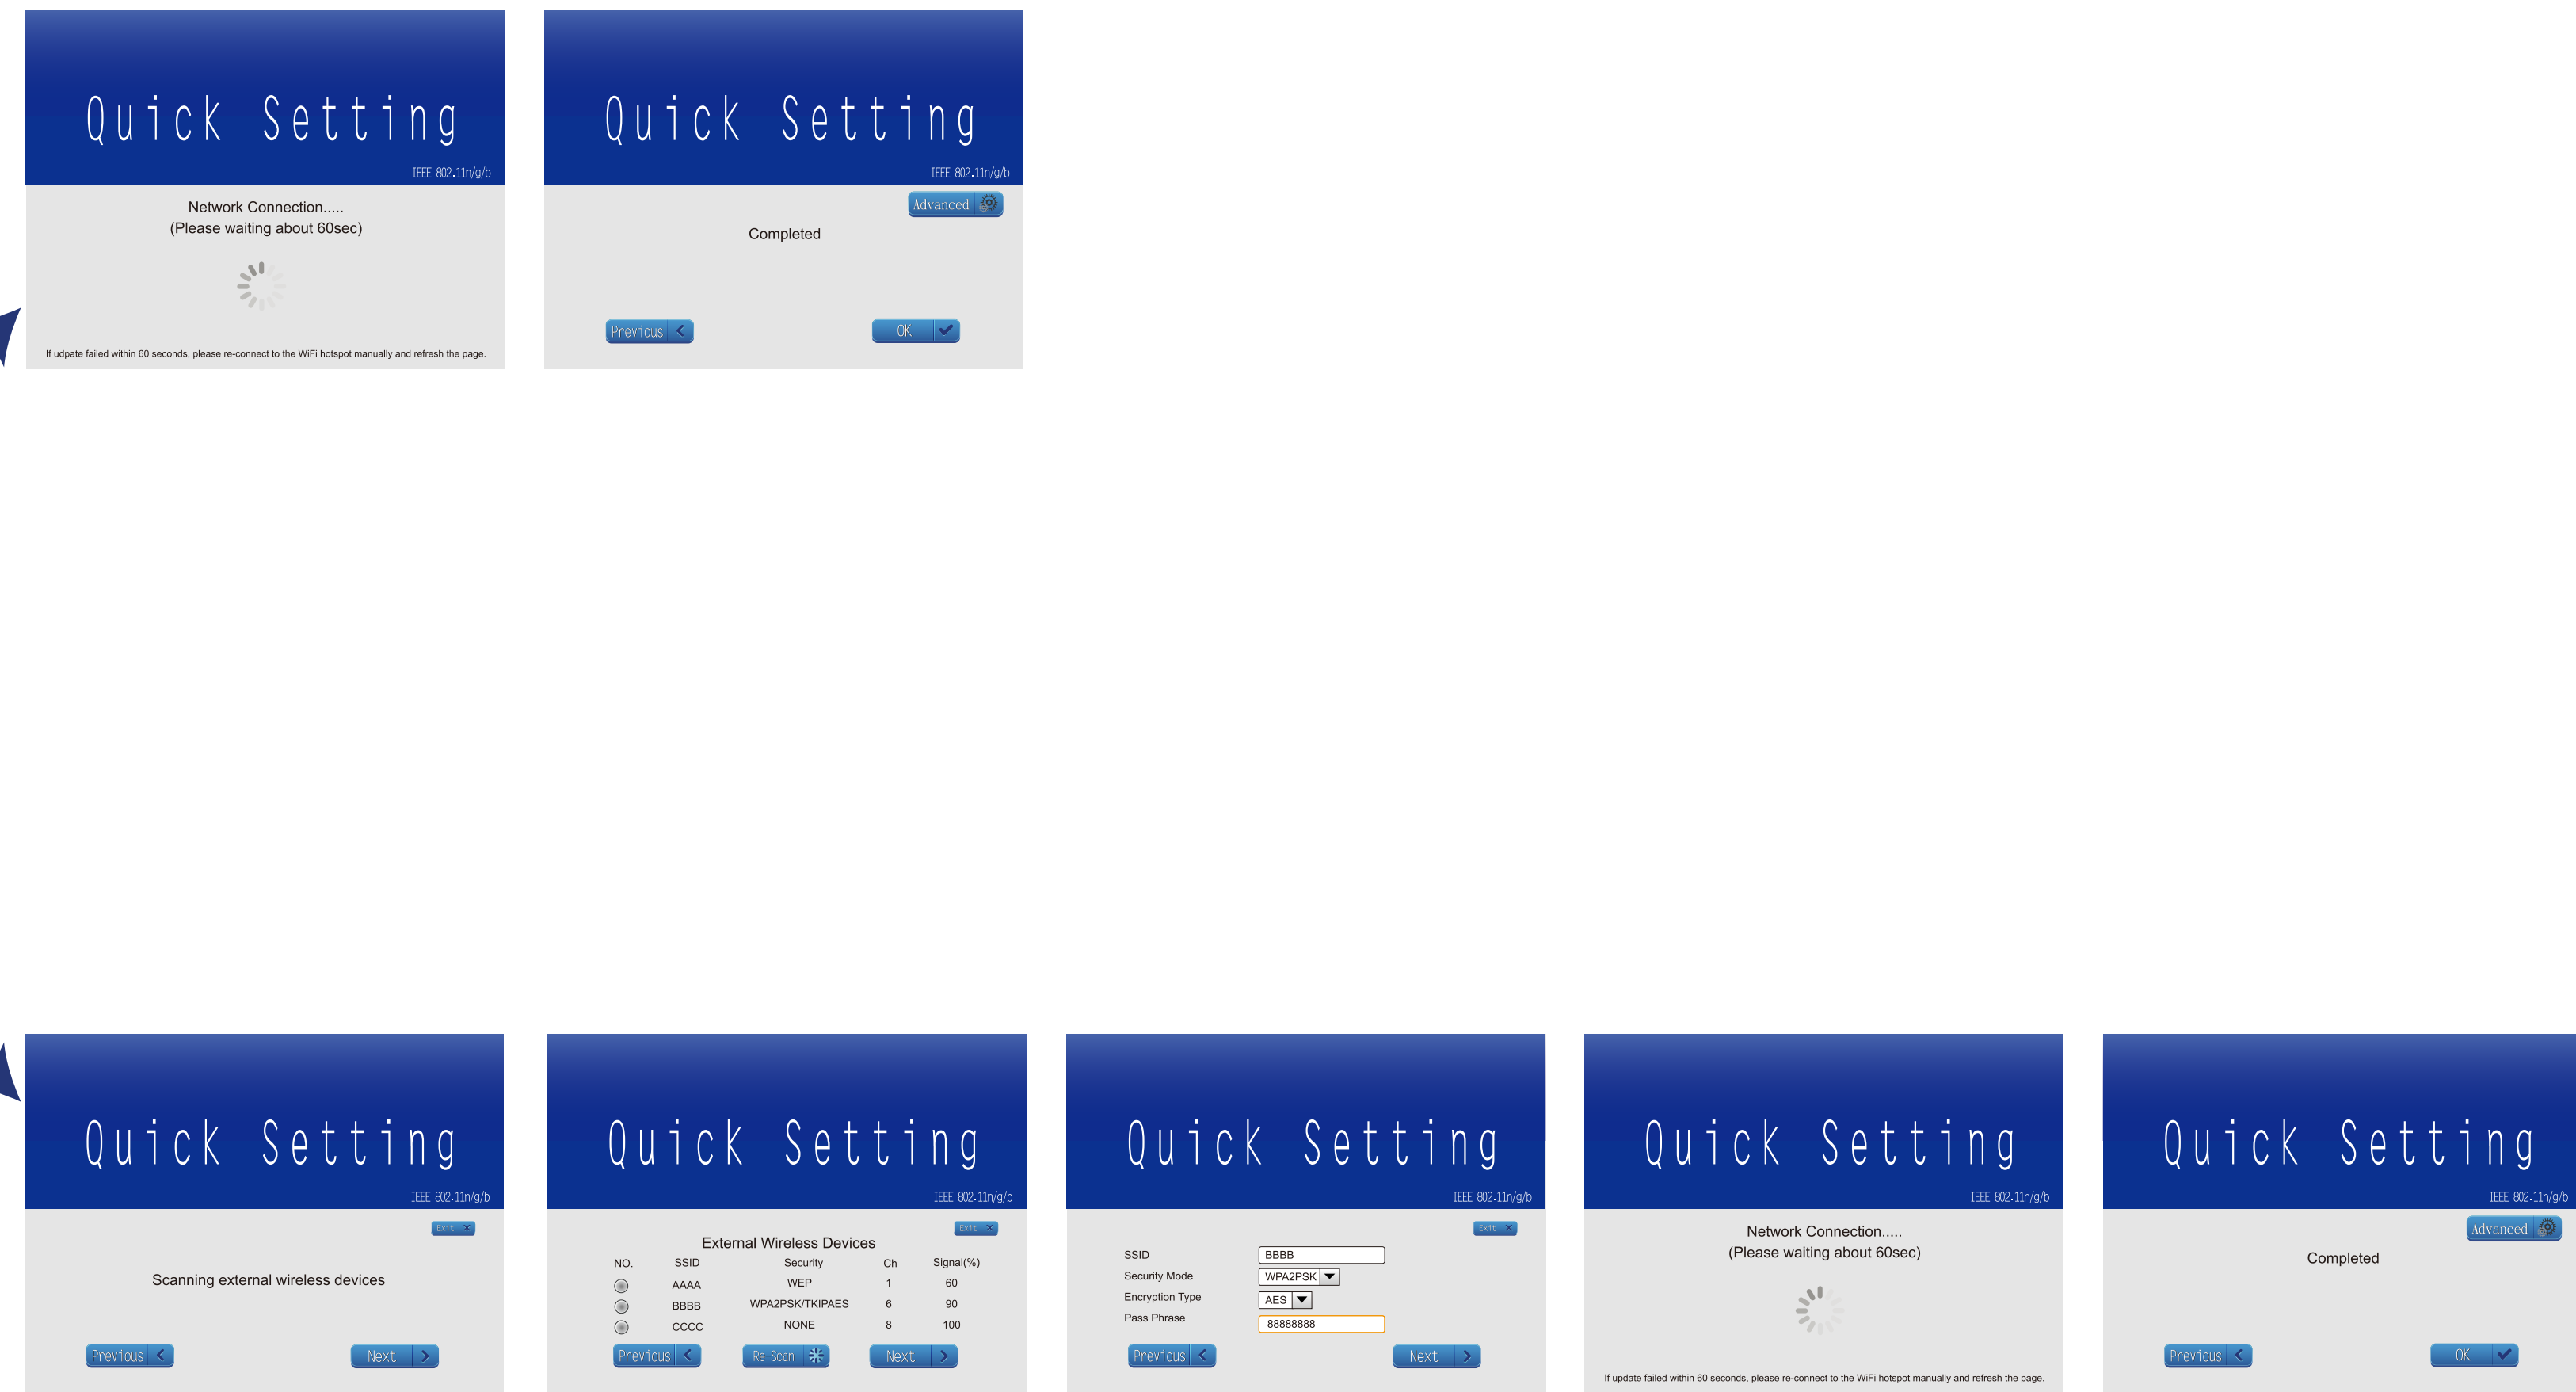 Quick Setting
IEEE 802.11n/g/b
Network Connection.....
(Please waiting about 60sec)
If udpate failed within 60 seconds, please re-connect to the WiFi hotspot manually and refresh the page.
Quick Setting
IEEE 802.11n/g/b
Advanced
Completed
Previous
OK
Quick Setting
IEEE 802.11n/g/b
Exit
Scanning external wireless devices
Previous
Next
Quick Setting
IEEE 802.11n/g/b
Exit
External Wireless Devices
NO. SSID Security Ch Signal(%)
AAAA WEP 1 60
BBBB WPA2PSK/TKIPAES 6 90
CCCC NONE 8 100
Previous Re-Scan Next
Quick Setting
IEEE 802.11n/g/b
Exit
SSID BBBB
Security Mode WPA2PSK
Encryption Type AES
Pass Phrase 88888888
Previous Next
Quick Setting
IEEE 802.11n/g/b
Network Connection.....
(Please waiting about 60sec)
If update failed within 60 seconds, please re-connect to the WiFi hotspot manually and refresh the page.
Quick Setting
IEEE 802.11n/g/b
Advanced
Completed
Previous
OK